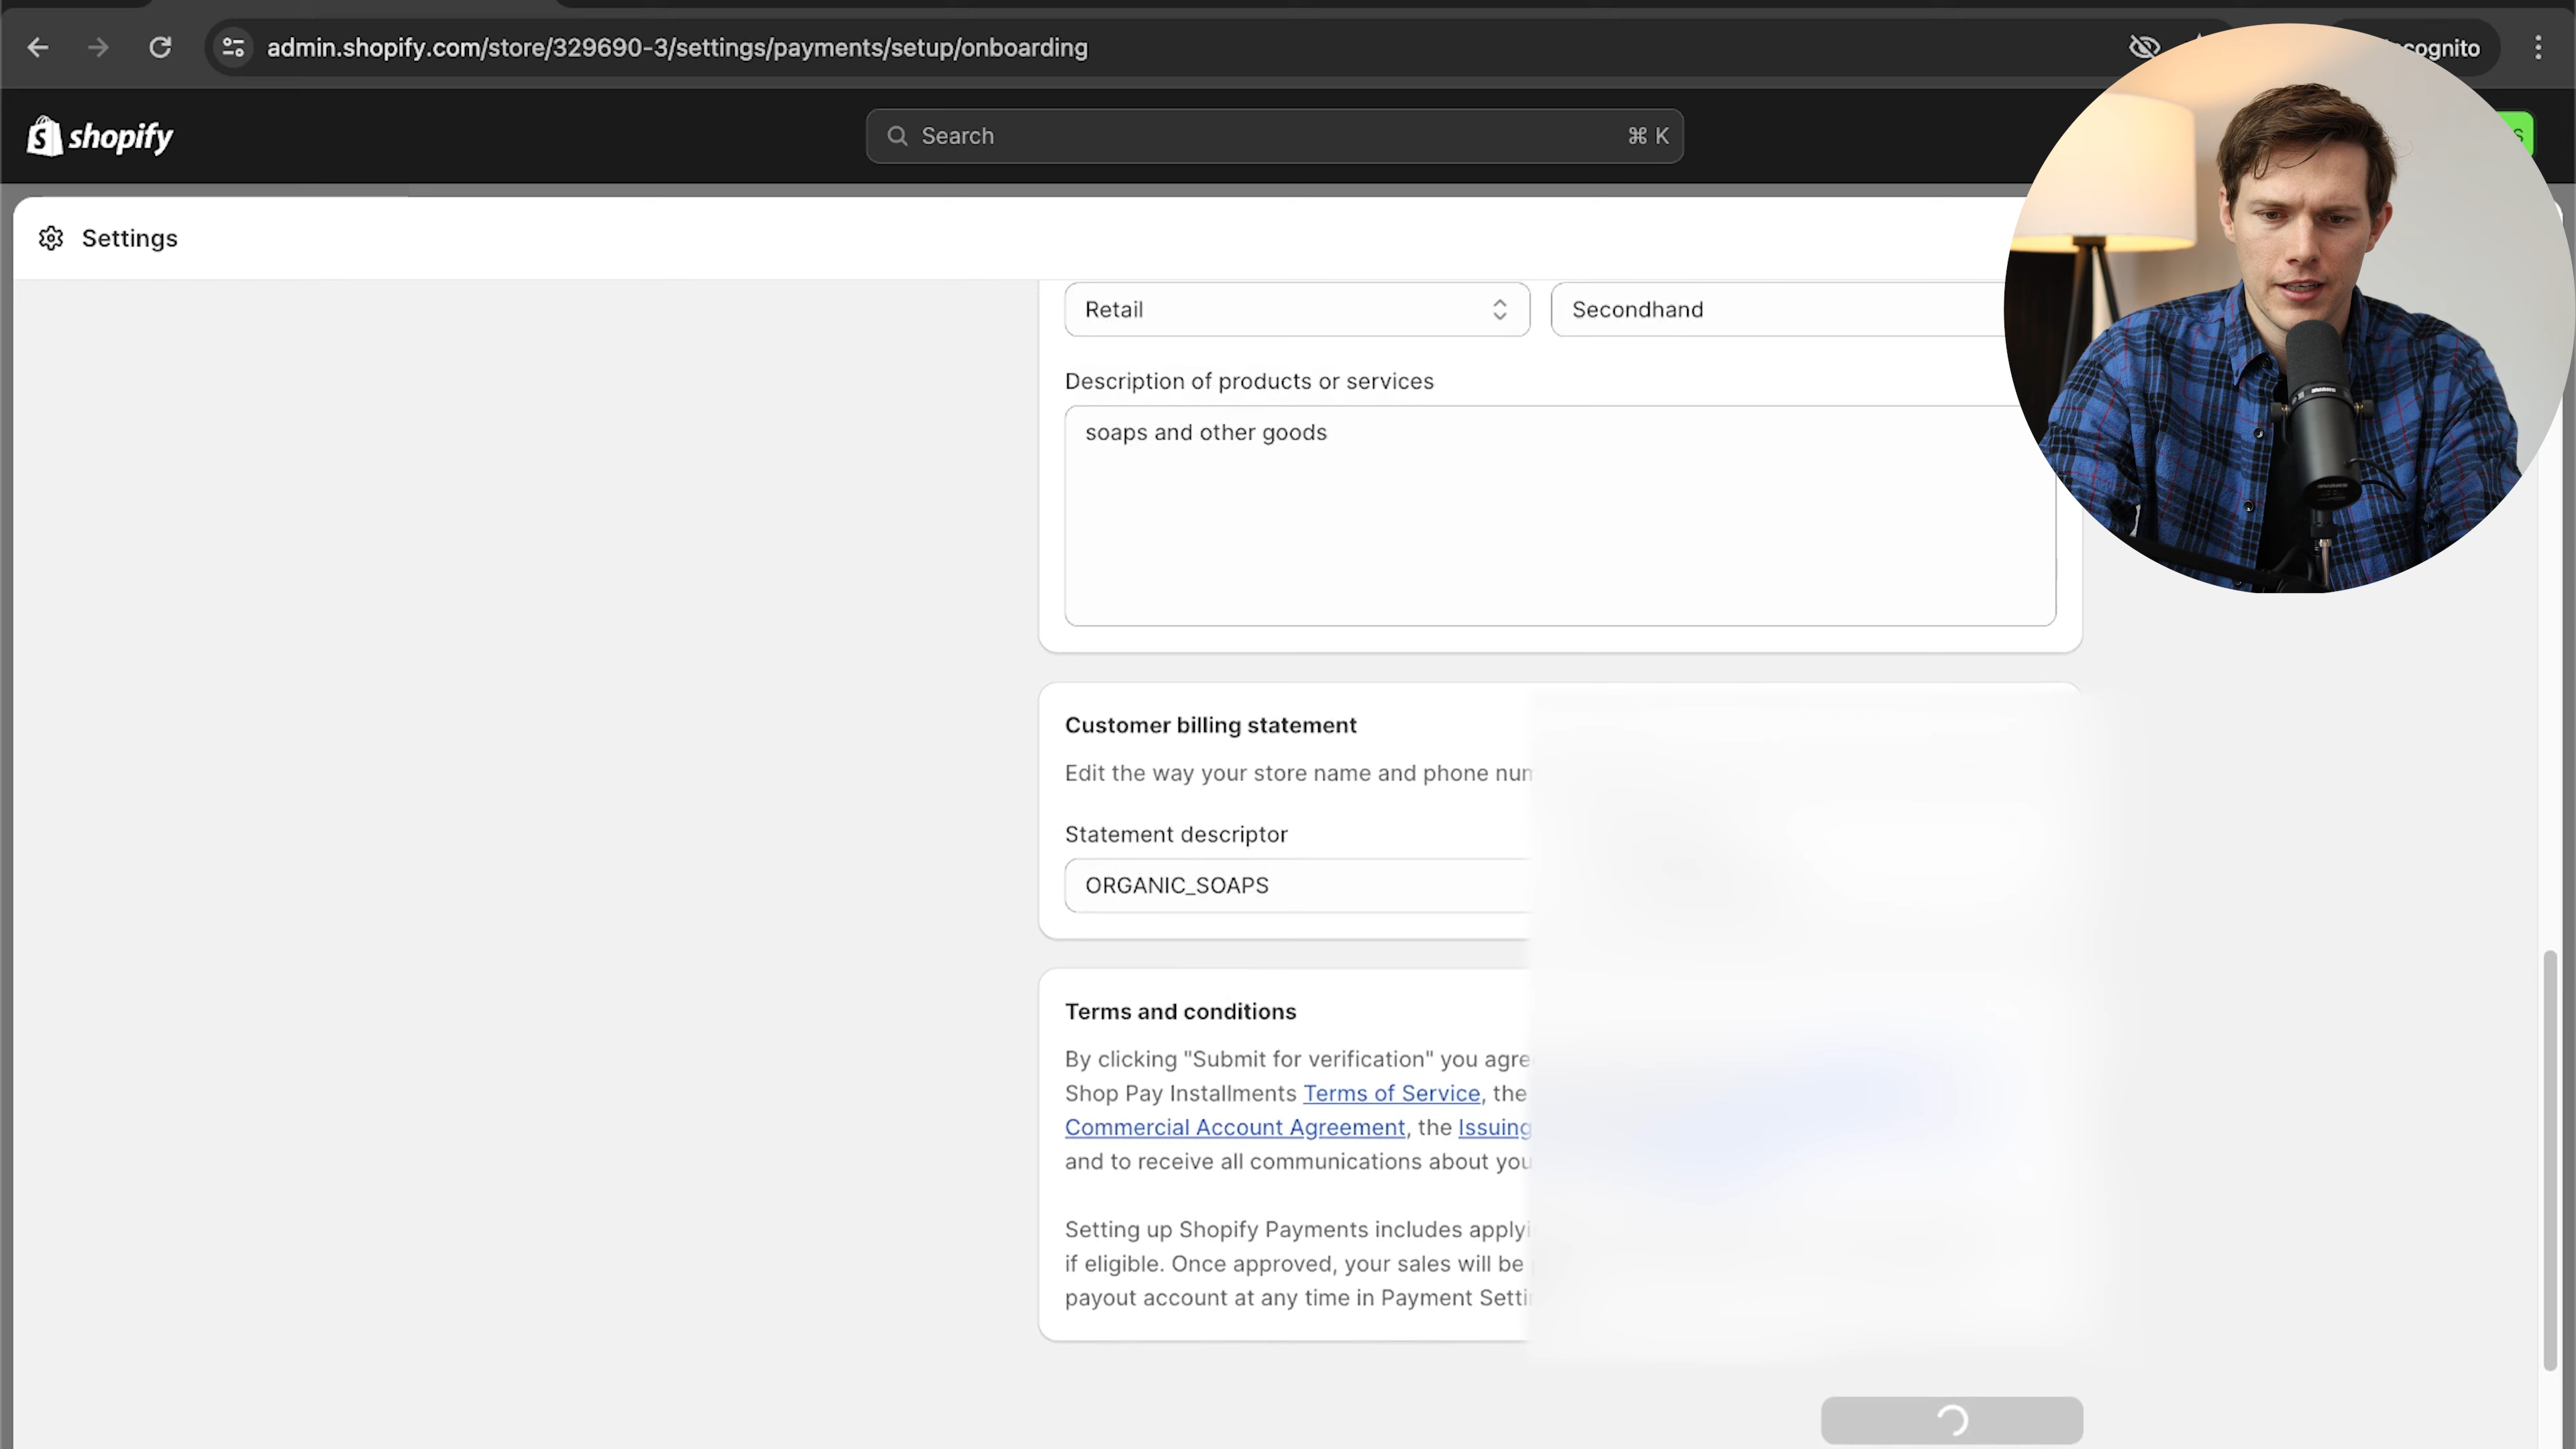 admin.shopify.com/store/329690-3/settings/payments/setup/onboarding
cognito
shopify
Search
⌘ K
S
Settings
Retail
Secondhand
Description of products or services
soaps and other goods
Customer billing statement
Edit the way your store name and phone
Statement descriptor
ORGANIC_SOAPS
Terms and conditions
By clicking "Submit for verification" you agre
Shop Pay Installments Terms of Service, the
Commercial Account Agreement, the Issuing
and to receive all communications about you
Setting up Shopify Payments includes applyi
if eligible. Once approved, your sales will be
payout account at any time in Payment Setti